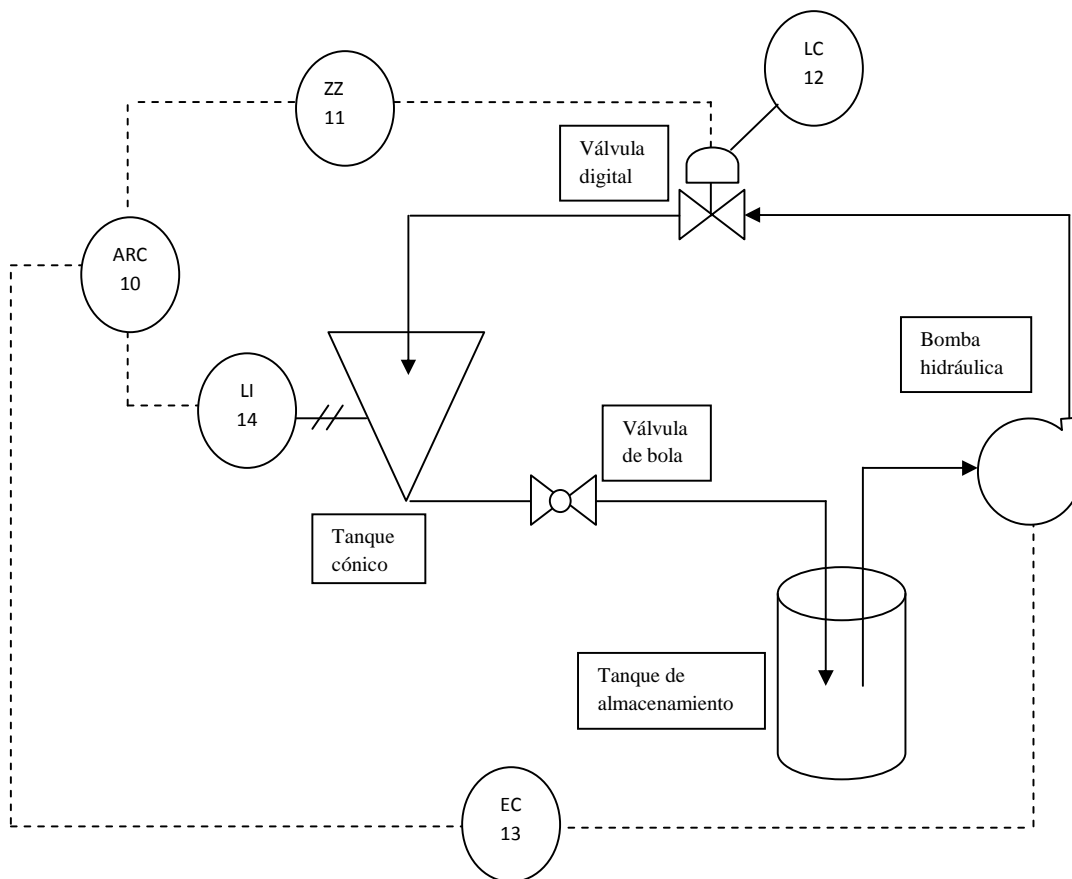 LC
12
ZZ
11
Válvula
digital
ARC
10
Bomba
hidráulica
LI
14
Válvula
de bola
Tanque
cónico
Tanque de
almacenamiento
EC
13